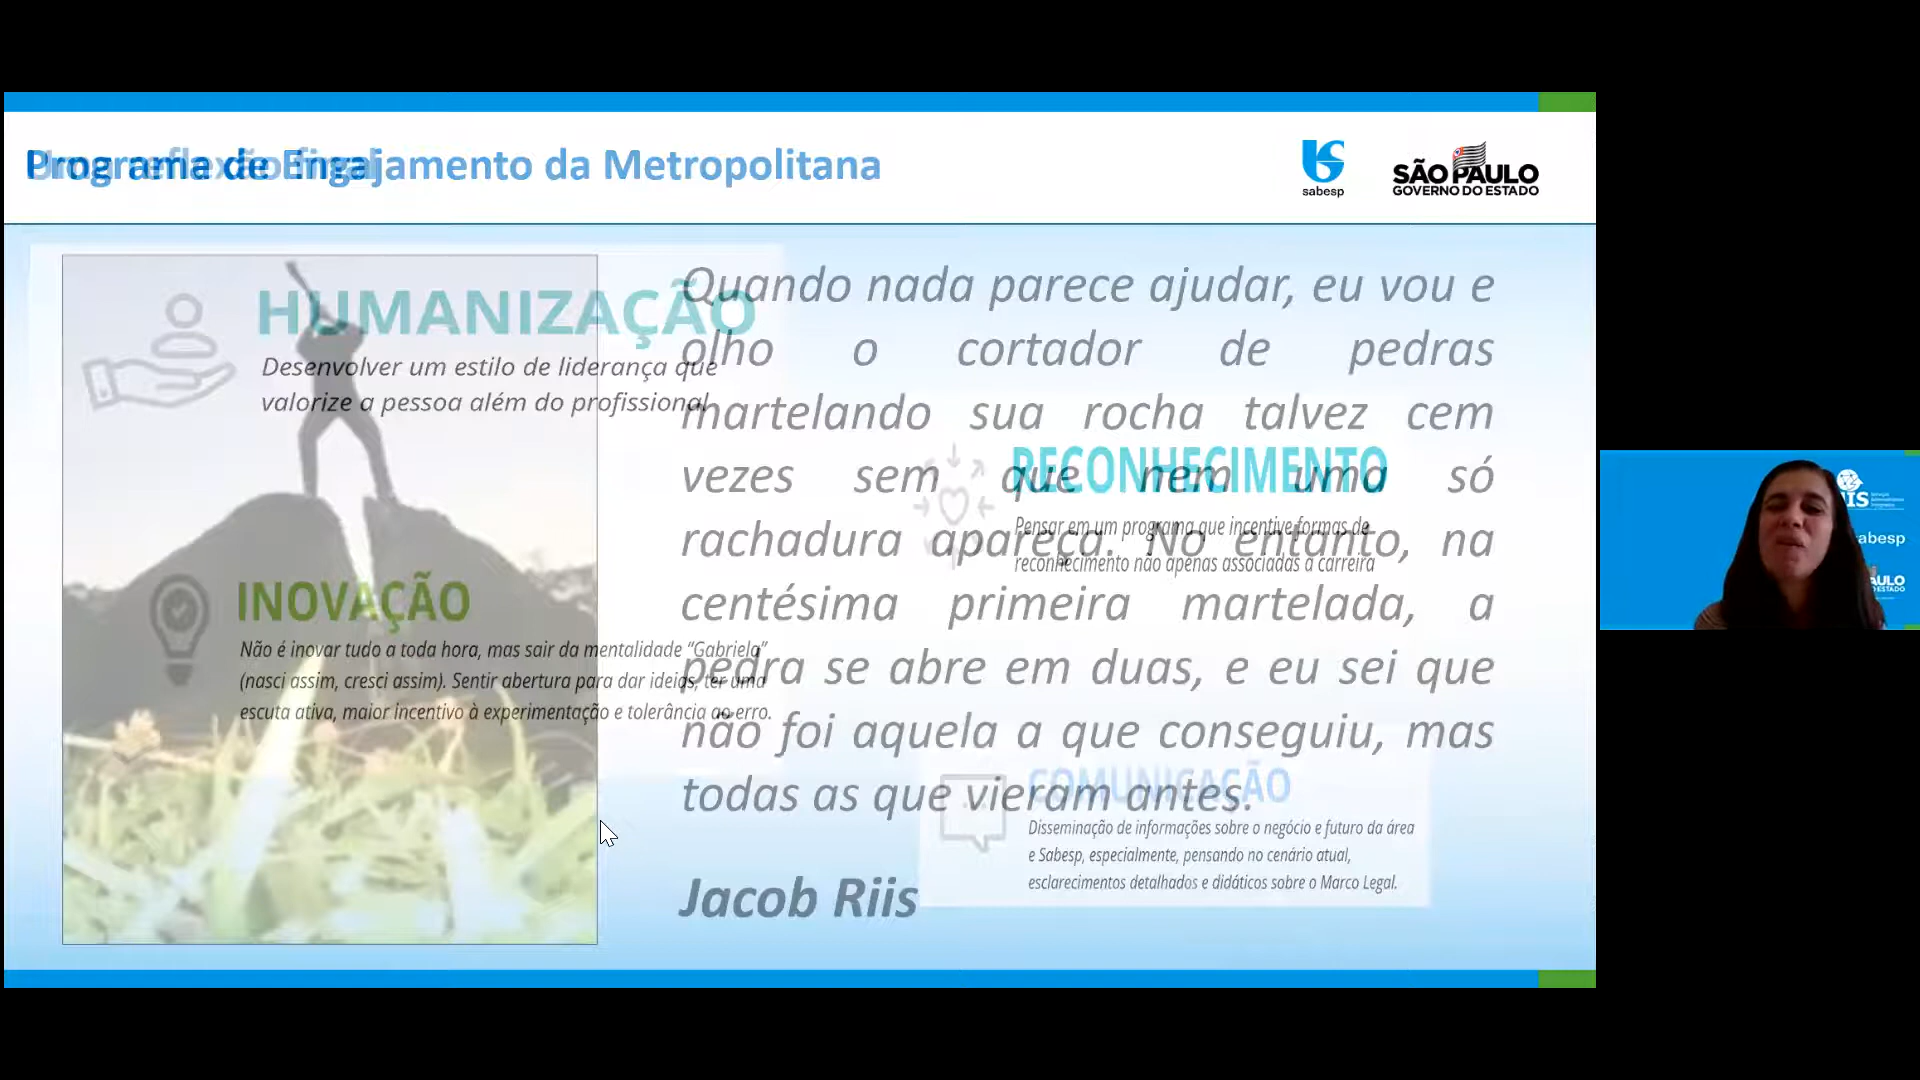 Programa de Engajamento da Metropolitana
Uma reflexão final
sabesp
SÃO PAULO
GOVERNO DO ESTADO
HUMANIZAÇÃO
Desenvolver um estilo de liderança que
valorize a pessoa além do profissional
INOVAÇÃO
Não é inovar tudo a toda hora, mas sair da mentalidade “Gabriela”
(nasci assim, cresci assim). Sentir abertura para dar ideias, ter uma
escuta ativa, maior incentivo à experimentação e tolerância ao erro.
Quando nada parece ajudar, eu vou e
olho o cortador de pedras
martelando sua rocha talvez cem
vezes sem que nem uma só
rachadura apareça. No entanto, na
centésima primeira martelada, a
pedra se abre em duas, e eu sei que
não foi aquela a que conseguiu, mas
todas as que vieram antes.
Jacob Riis
RECONHECIMENTO
Pensar em um programa que incentive formas de
reconhecimento não apenas associadas a carreira
COMUNICAÇÃO
Disseminação de informações sobre o negócio e futuro da área
e Sabesp, especialmente, pensando no cenário atual,
esclarecimentos detalhados e didáticos sobre o Marco Legal.
IS
abesp
AULO
ESTADO